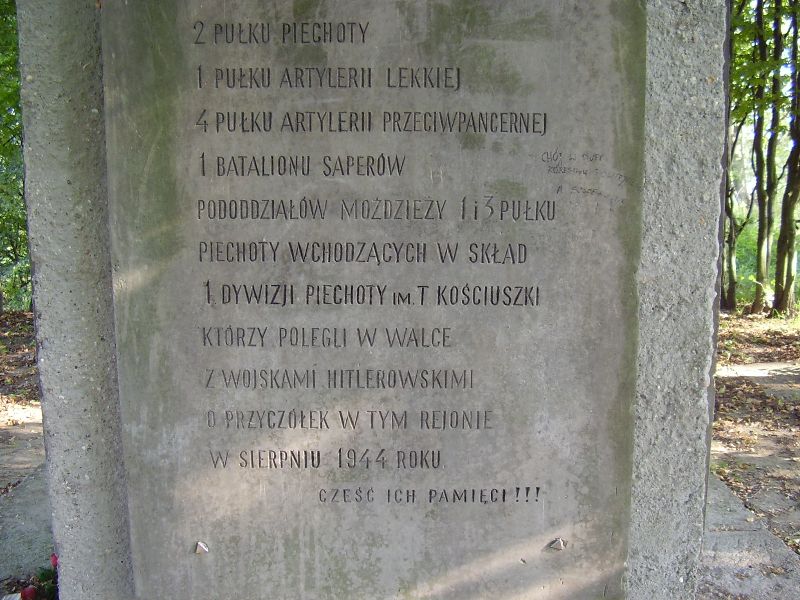 2 PUŁKU PIECHOTY
1 PUŁKU ARTYLERII LEKKIEJ
4 PUŁKU ARTYLERII PRZECIWPANCERNEJ
1 BATALIONU SAPERÓW
PODODDZIAŁÓW MOŹDZIEŻY 1 i 3 PUŁKU
PIECHOTY WCHODZĄCYCH W SKŁAD
1 DYWIZJI PIECHOTY IM. T KOŚCIUSZKI
KTÓRZY POLEGLI W WALCE
Z WOJSKAMI HITLEROWSKIMI
O PRZYCZÓŁEK W TYM REJONIE
W SIERPNIU 1944 ROKU.
CZEŚĆ ICH PAMIĘCI!!!